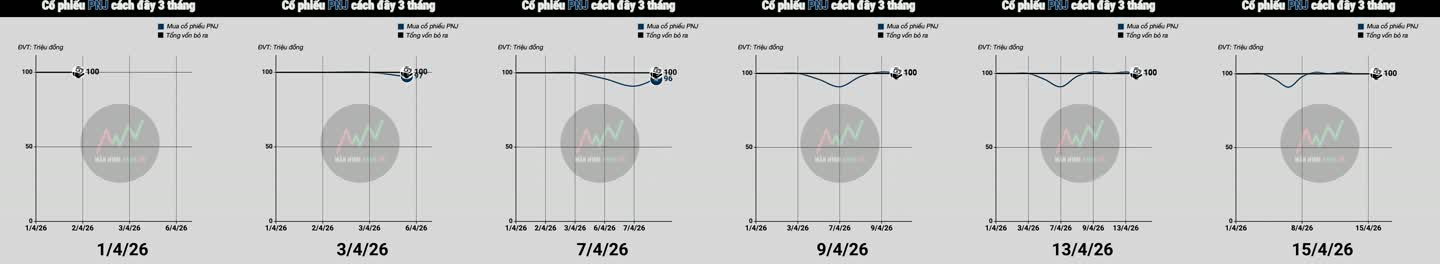 Cổ phiếu PNJ cách đây 3 tháng
Mua cổ phiếu PNJ
Tổng vốn bỏ ra
ĐVT: Triệu đồng
100
100
50
0
1/4/26 2/4/26 3/4/26 6/4/26
1/4/26
Cổ phiếu PNJ cách đây 3 tháng
Mua cổ phiếu PNJ
Tổng vốn bỏ ra
ĐVT: Triệu đồng
100
100
97
50
0
1/4/26 2/4/26 3/4/26 6/4/26
3/4/26
Cổ phiếu PNJ cách đây 3 tháng
Mua cổ phiếu PNJ
Tổng vốn bỏ ra
ĐVT: Triệu đồng
100
100
96
50
0
1/4/26 2/4/26 3/4/26 6/4/26 7/4/26
7/4/26
Cổ phiếu PNJ cách đây 3 tháng
Mua cổ phiếu PNJ
Tổng vốn bỏ ra
ĐVT: Triệu đồng
100
100
50
0
1/4/26 3/4/26 7/4/26 9/4/26
9/4/26
Cổ phiếu PNJ cách đây 3 tháng
Mua cổ phiếu PNJ
Tổng vốn bỏ ra
ĐVT: Triệu đồng
100
100
50
0
1/4/26 3/4/26 7/4/26 9/4/26 13/4/26
13/4/26
Cổ phiếu PNJ cách đây 3 tháng
Mua cổ phiếu PNJ
Tổng vốn bỏ ra
ĐVT: Triệu đồng
100
100
50
0
1/4/26 8/4/26 15/4/26
15/4/26